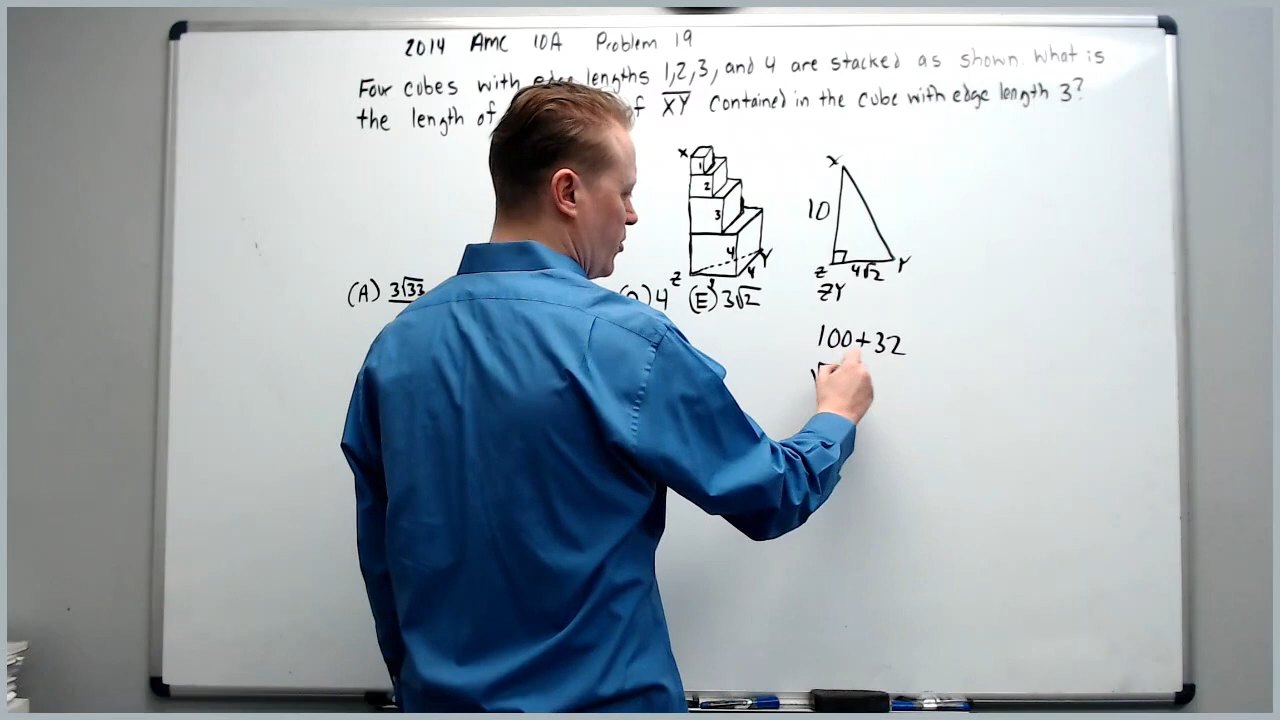 2014 AMC 10A Problem 19
Four cubes with edge lengths 1,2,3, and 4 are stacked as shown. What is
the length of of XY contained in the cube with edge length 3?
X
1
2
3
4
Y
Z
4
X
10
Z 4√2 Y
ZY
(A) 3√33 4 (E) 3√2
100+32
√